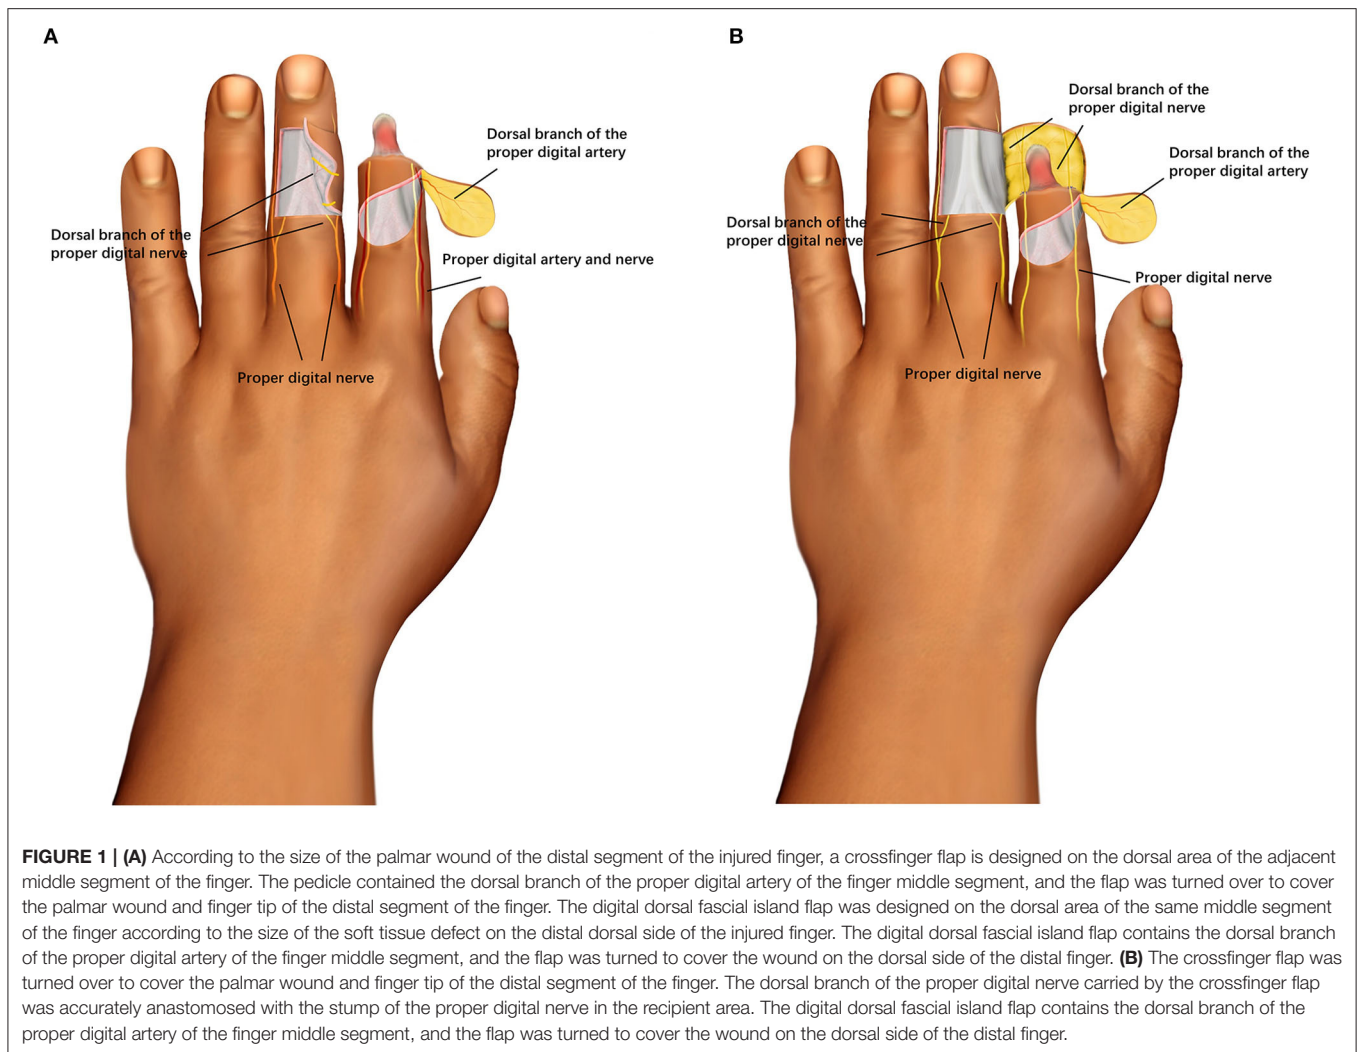 A
Dorsal branch of the
proper digital artery
Dorsal branch of the
proper digital nerve
Proper digital artery and nerve
Proper digital nerve
B
Dorsal branch of the
proper digital nerve
Dorsal branch of the
proper digital artery
Dorsal branch of the
proper digital nerve
Proper digital nerve
Proper digital nerve
FIGURE 1 | (A) According to the size of the palmar wound of the distal segment of the injured finger, a crossfinger flap is designed on the dorsal area of the adjacent
middle segment of the finger. The pedicle contained the dorsal branch of the proper digital artery of the finger middle segment, and the flap was turned over to cover
the palmar wound and finger tip of the distal segment of the finger. The digital dorsal fascial island flap was designed on the dorsal area of the same middle segment
of the finger according to the size of the soft tissue defect on the distal dorsal side of the injured finger. The digital dorsal fascial island flap contains the dorsal branch
of the proper digital artery of the finger middle segment, and the flap was turned to cover the wound on the dorsal side of the distal finger. (B) The crossfinger flap was
turned over to cover the palmar wound and finger tip of the distal segment of the finger. The dorsal branch of the proper digital nerve carried by the crossfinger flap
was accurately anastomosed with the stump of the proper digital nerve in the recipient area. The digital dorsal fascial island flap contains the dorsal branch of the
proper digital artery of the finger middle segment, and the flap was turned to cover the wound on the dorsal side of the distal finger.